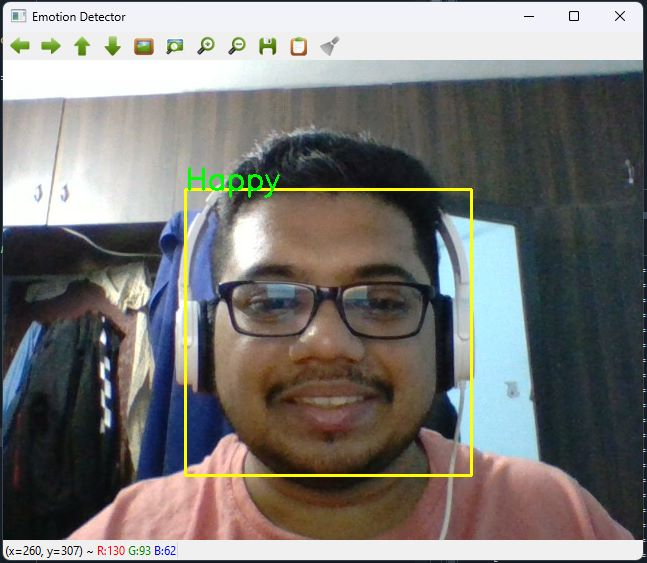 Emotion Detector
Happy
(x=260, y=307) ~ R:130 G:93 B:62